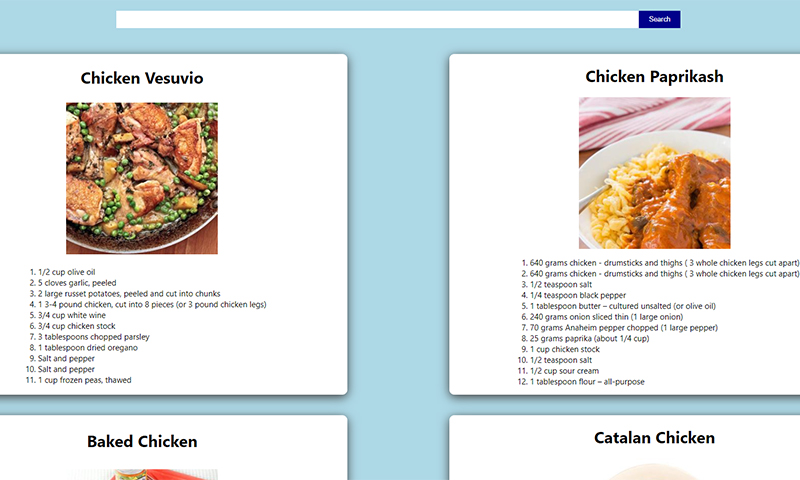 Search
Chicken Vesuvio
1. 1/2 cup olive oil
2. 5 cloves garlic, peeled
3. 2 large russet potatoes, peeled and cut into chunks
4. 1 3-4 pound chicken, cut into 8 pieces (or 3 pound chicken legs)
5. 3/4 cup white wine
6. 3/4 cup chicken stock
7. 3 tablespoons chopped parsley
8. 1 tablespoon dried oregano
9. Salt and pepper
10. Salt and pepper
11. 1 cup frozen peas, thawed
Chicken Paprikash
1. 640 grams chicken - drumsticks and thighs ( 3 whole chicken legs cut apart)
2. 640 grams chicken - drumsticks and thighs ( 3 whole chicken legs cut apart)
3. 1/2 teaspoon salt
4. 1/4 teaspoon black pepper
5. 1 tablespoon butter – cultured unsalted (or olive oil)
6. 240 grams onion sliced thin (1 large onion)
7. 70 grams Anaheim pepper chopped (1 large pepper)
8. 25 grams paprika (about 1/4 cup)
9. 1 cup chicken stock
10. 1/2 teaspoon salt
11. 1/2 cup sour cream
12. 1 tablespoon flour – all-purpose
Baked Chicken
Catalan Chicken